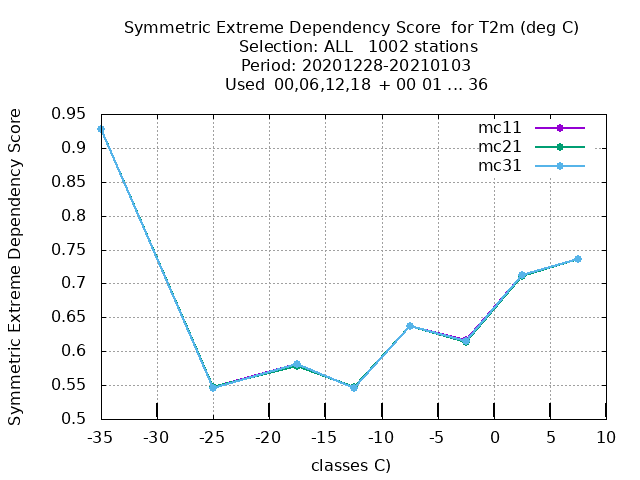 Symmetric Extreme Dependency Score  for T2m (deg C)
Selection: ALL   1002 stations
Period: 20201228-20210103
Used  00,06,12,18  + 00 01 ... 36
Symmetric Extreme Dependency Score
0.95
0.9
0.85
0.8
0.75
0.7
0.65
0.6
0.55
0.5
mc11
mc21
mc31
-35 -30 -25 -20 -15 -10 -5 0 5 10
classes C)